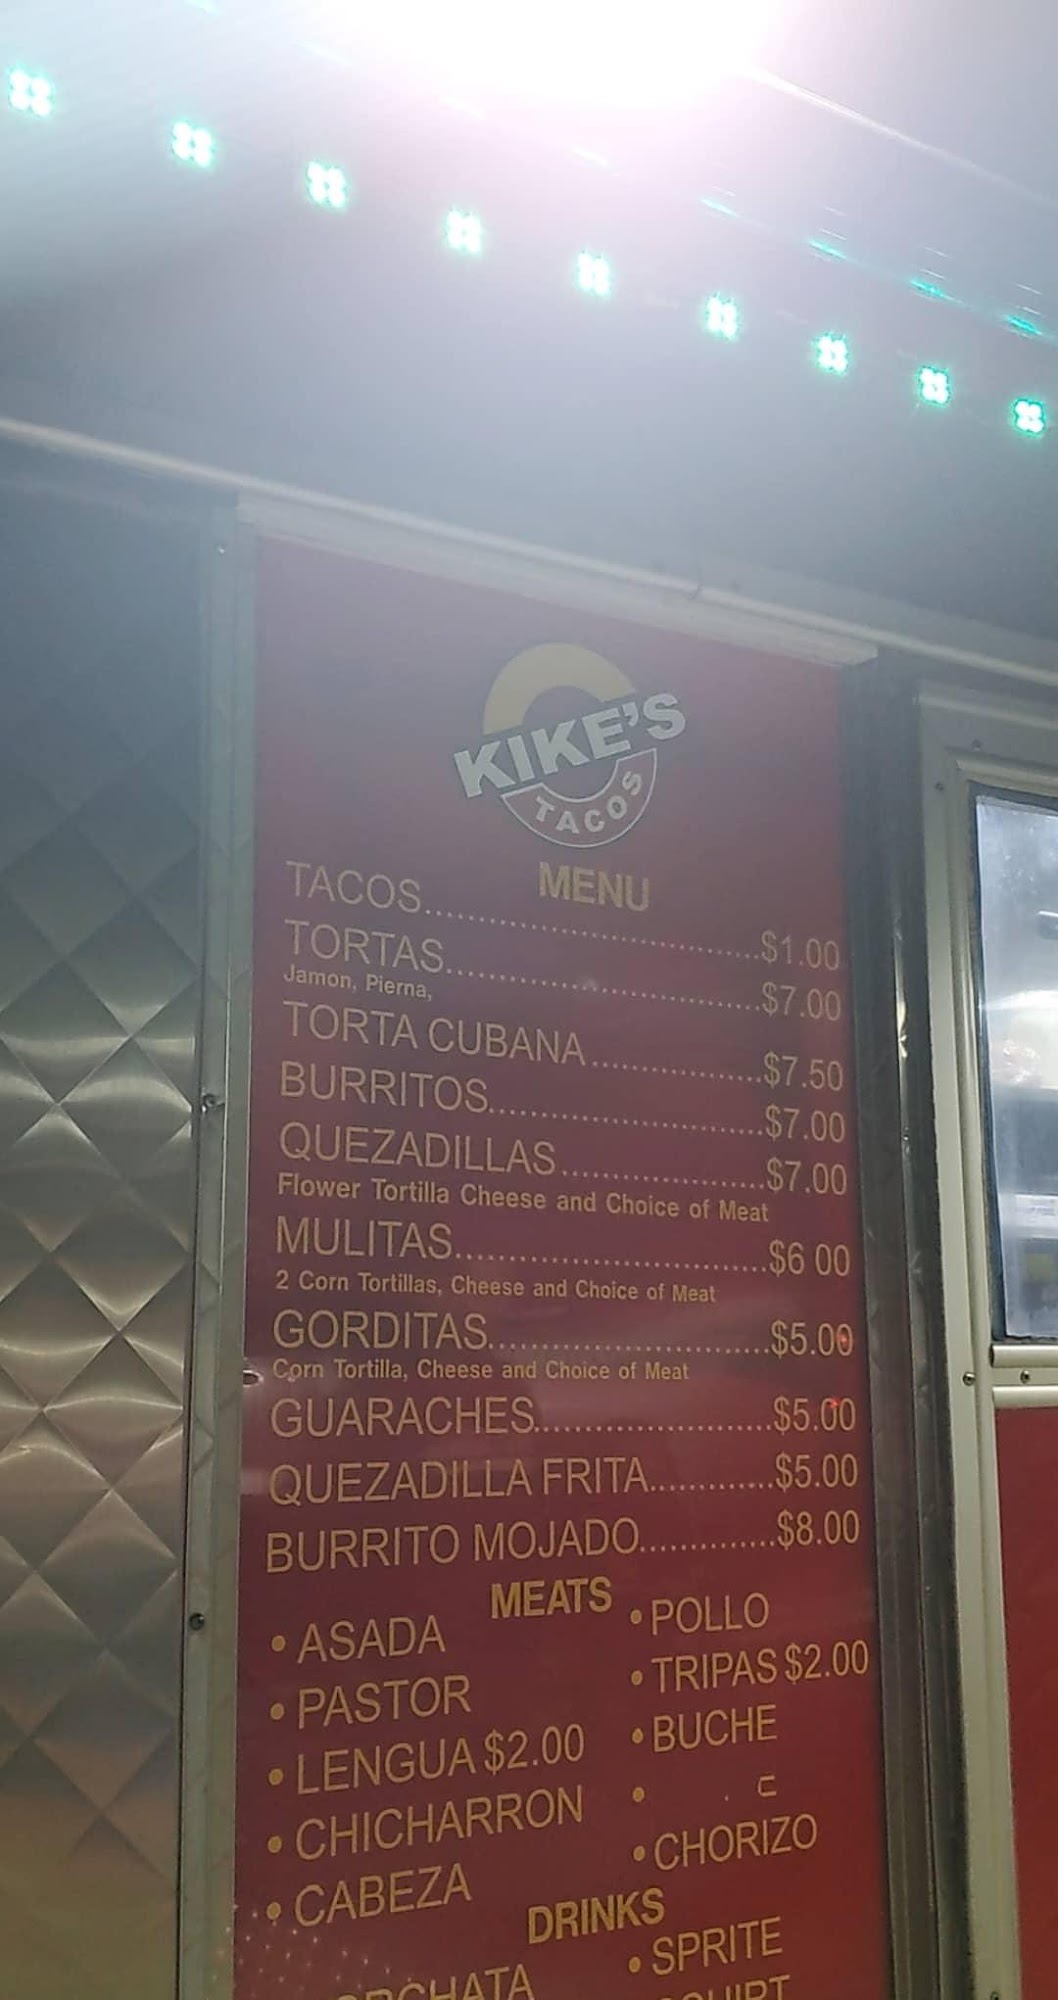 KIKE'S
TACOS
MENU
TACOS..............................$1.00
TORTAS...........................$7.00
Jamon, Pierna,
TORTA CUBANA..............$7.50
BURRITOS.......................$7.00
QUEZADILLAS.................$7.00
Flower Tortilla Cheese and Choice of Meat
MULITAS..........................$6 00
2 Corn Tortillas, Cheese and Choice of Meat
GORDITAS.......................$5.00
Corn Tortilla, Cheese and Choice of Meat
GUARACHES....................$5.00
QUEZADILLA FRITA...........$5.00
BURRITO MOJADO............$8.00
MEATS
• ASADA
• PASTOR
• LENGUA $2.00
• CHICHARRON
• CABEZA
• POLLO
• TRIPAS $2.00
• BUCHE
•
• CHORIZO
DRINKS
• SPRITE